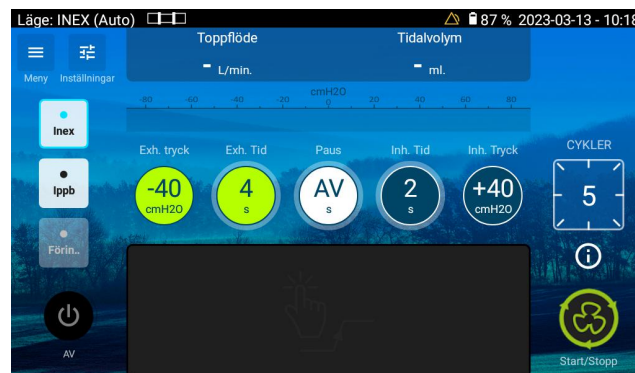 Läge: INEX (Auto)
87 % 2023-03-13 - 10:18
Toppflöde
Tidalvolym
- L/min.
- ml.
Meny
Inställningar
cmH2O
-80 -60 -40 -20 0 20 40 60 80
Inex
Exh. tryck
Exh. Tid
Paus
Inh. Tid
Inh. Tryck
CYKLER
-40
cmH2O
4
s
AV
s
2
s
+40
cmH2O
5
Ippb
Förin..
AV
Start/Stopp